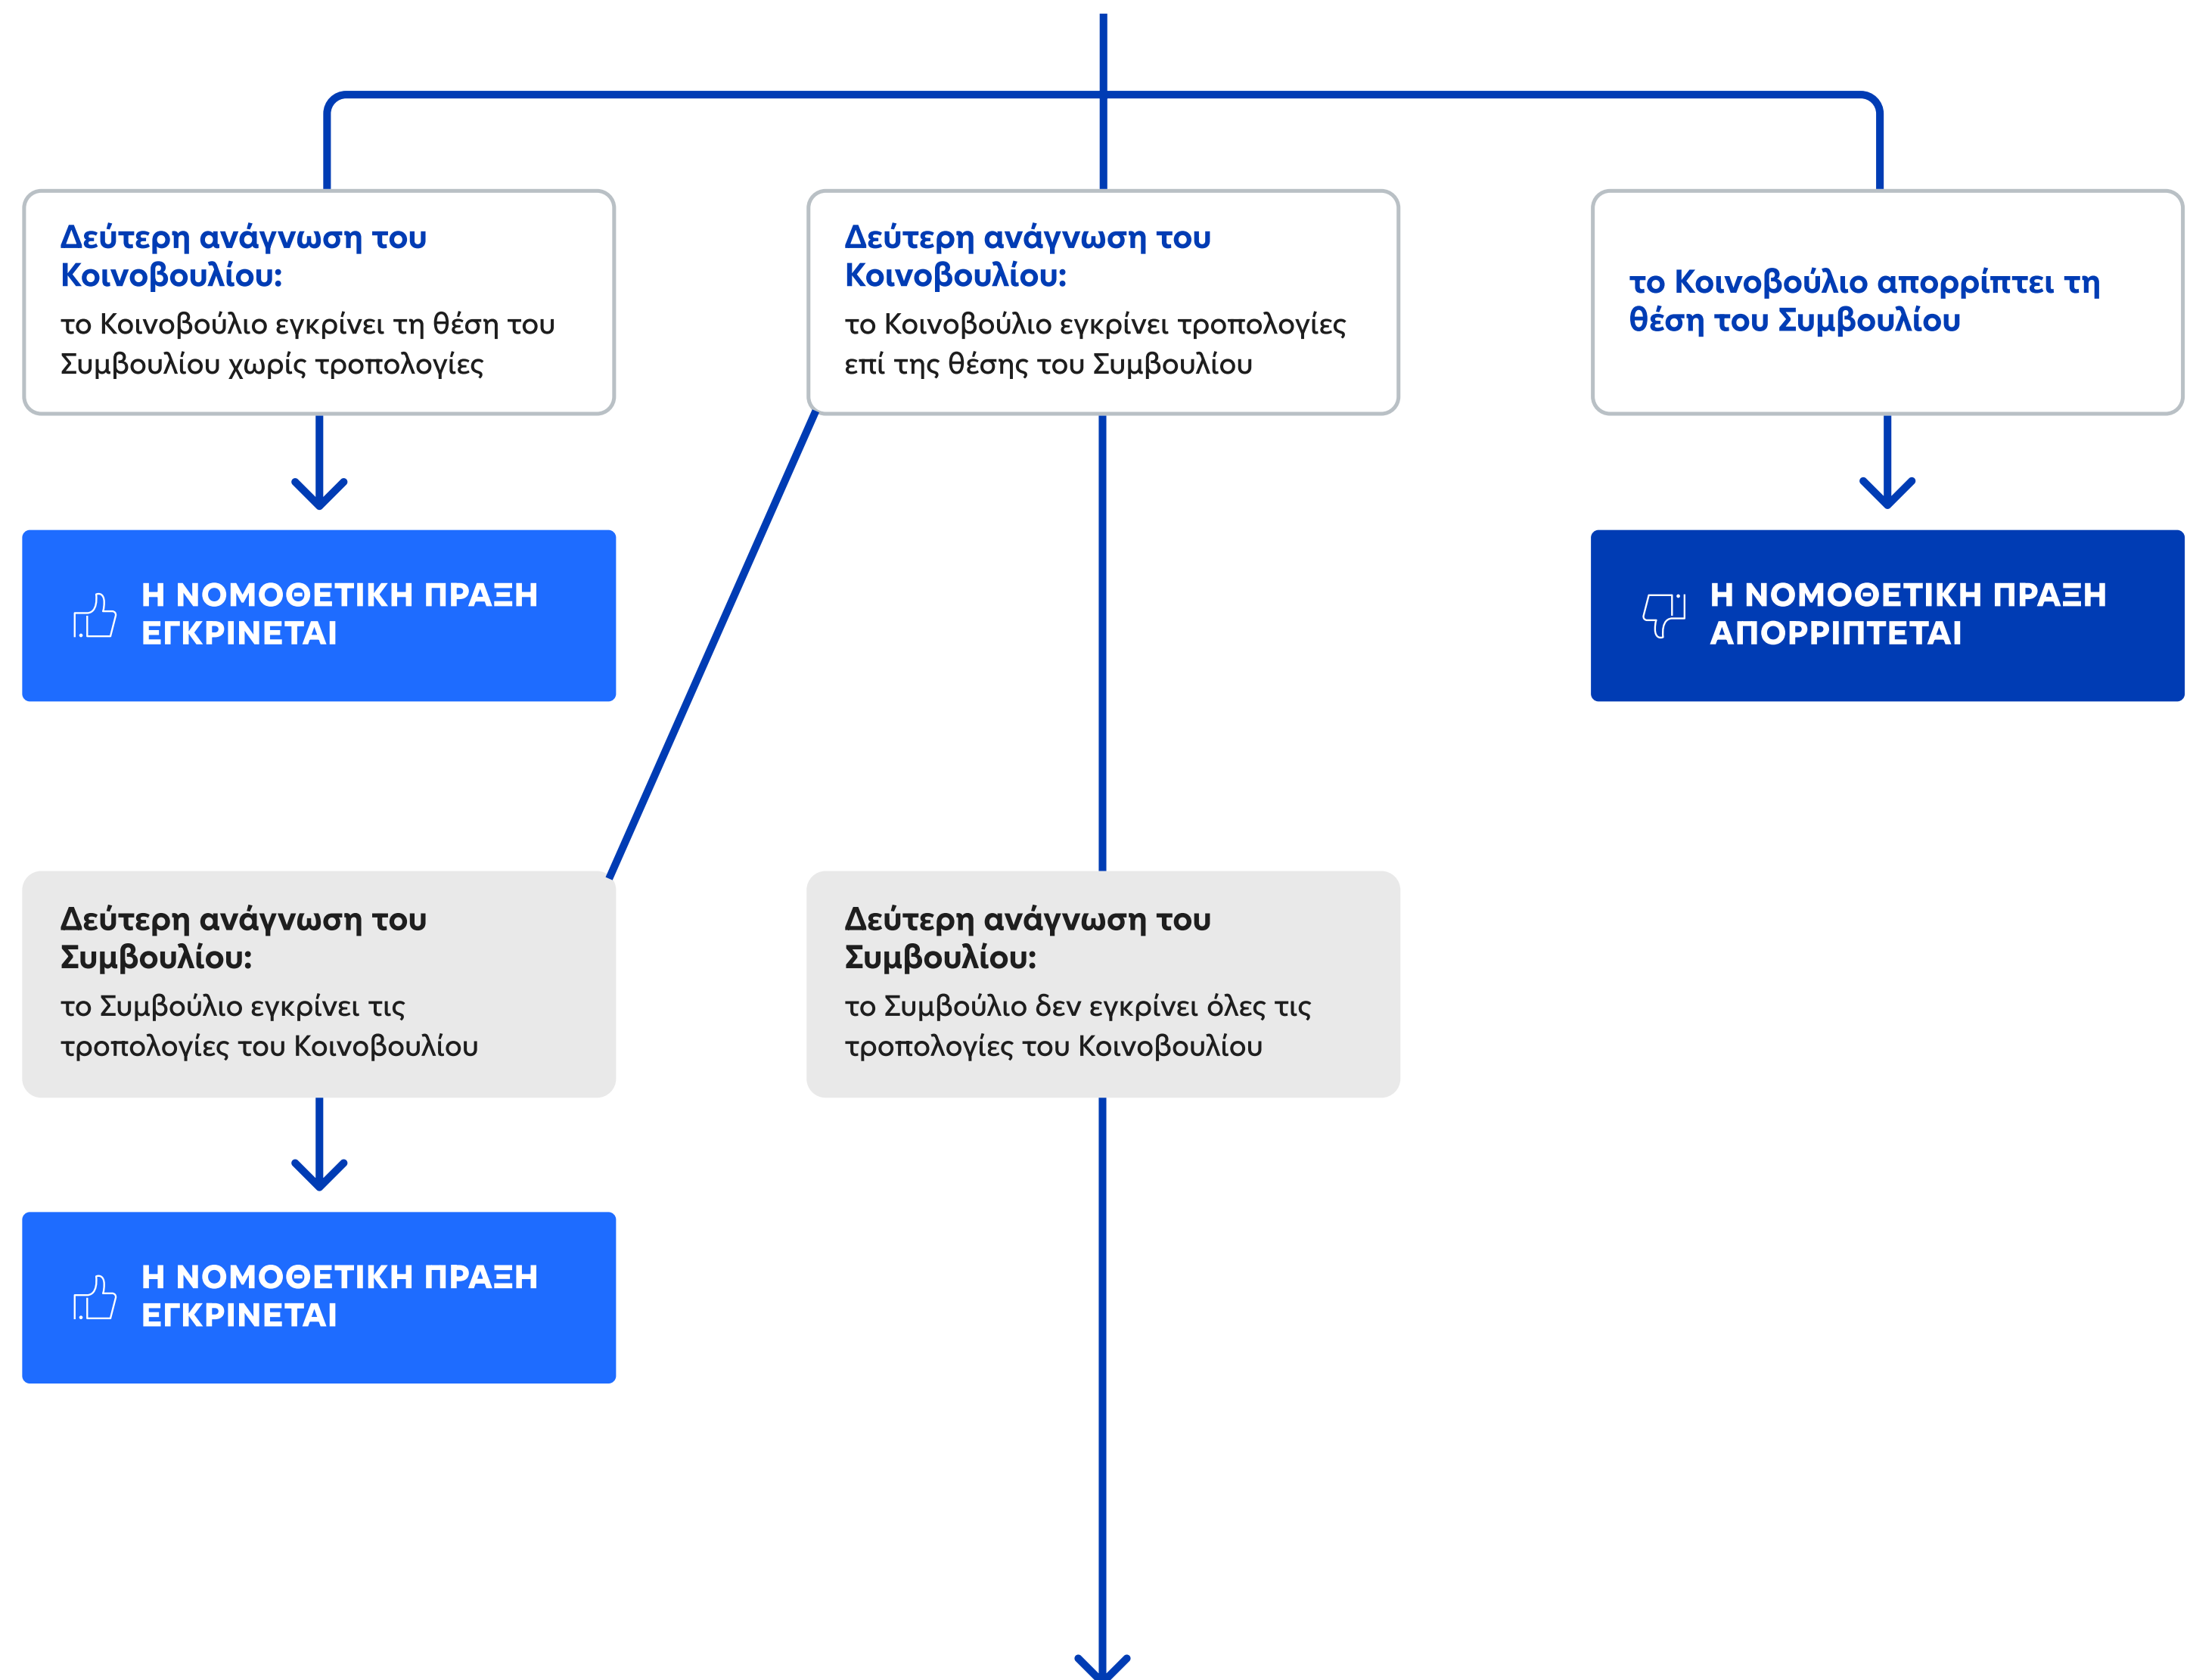 Δεύτερη ανάγνωση του
Κοινοβουλίου:
το Κοινοβούλιο εγκρίνει τη θέση του
Συμβουλίου χωρίς τροπολογίες
Δεύτερη ανάγνωση του
Κοινοβουλίου:
το Κοινοβούλιο εγκρίνει τροπολογίες
επί της θέσης του Συμβουλίου
το Κοινοβούλιο απορρίπτει τη
θέση του Συμβουλίου
Η ΝΟΜΟΘΕΤΙΚΗ ΠΡΑΞΗ
ΕΓΚΡΙΝΕΤΑΙ
Η ΝΟΜΟΘΕΤΙΚΗ ΠΡΑΞΗ
ΑΠΟΡΡΙΠΤΕΤΑΙ
Δεύτερη ανάγνωση του
Συμβουλίου:
το Συμβούλιο εγκρίνει τις
τροπολογίες του Κοινοβουλίου
Δεύτερη ανάγνωση του
Συμβουλίου:
το Συμβούλιο δεν εγκρίνει όλες τις
τροπολογίες του Κοινοβουλίου
Η ΝΟΜΟΘΕΤΙΚΗ ΠΡΑΞΗ
ΕΓΚΡΙΝΕΤΑΙ